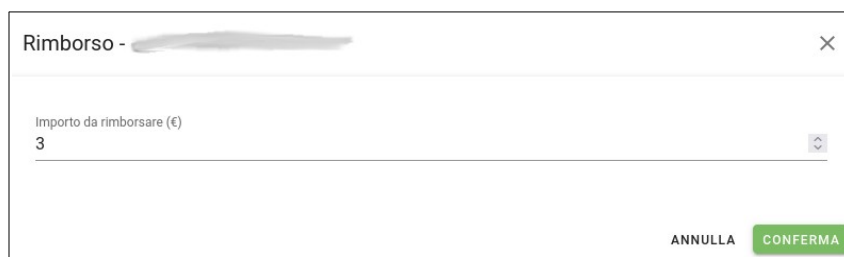 Rimborso -
Importo da rimborsare (€)
3
ANNULLA
CONFERMA